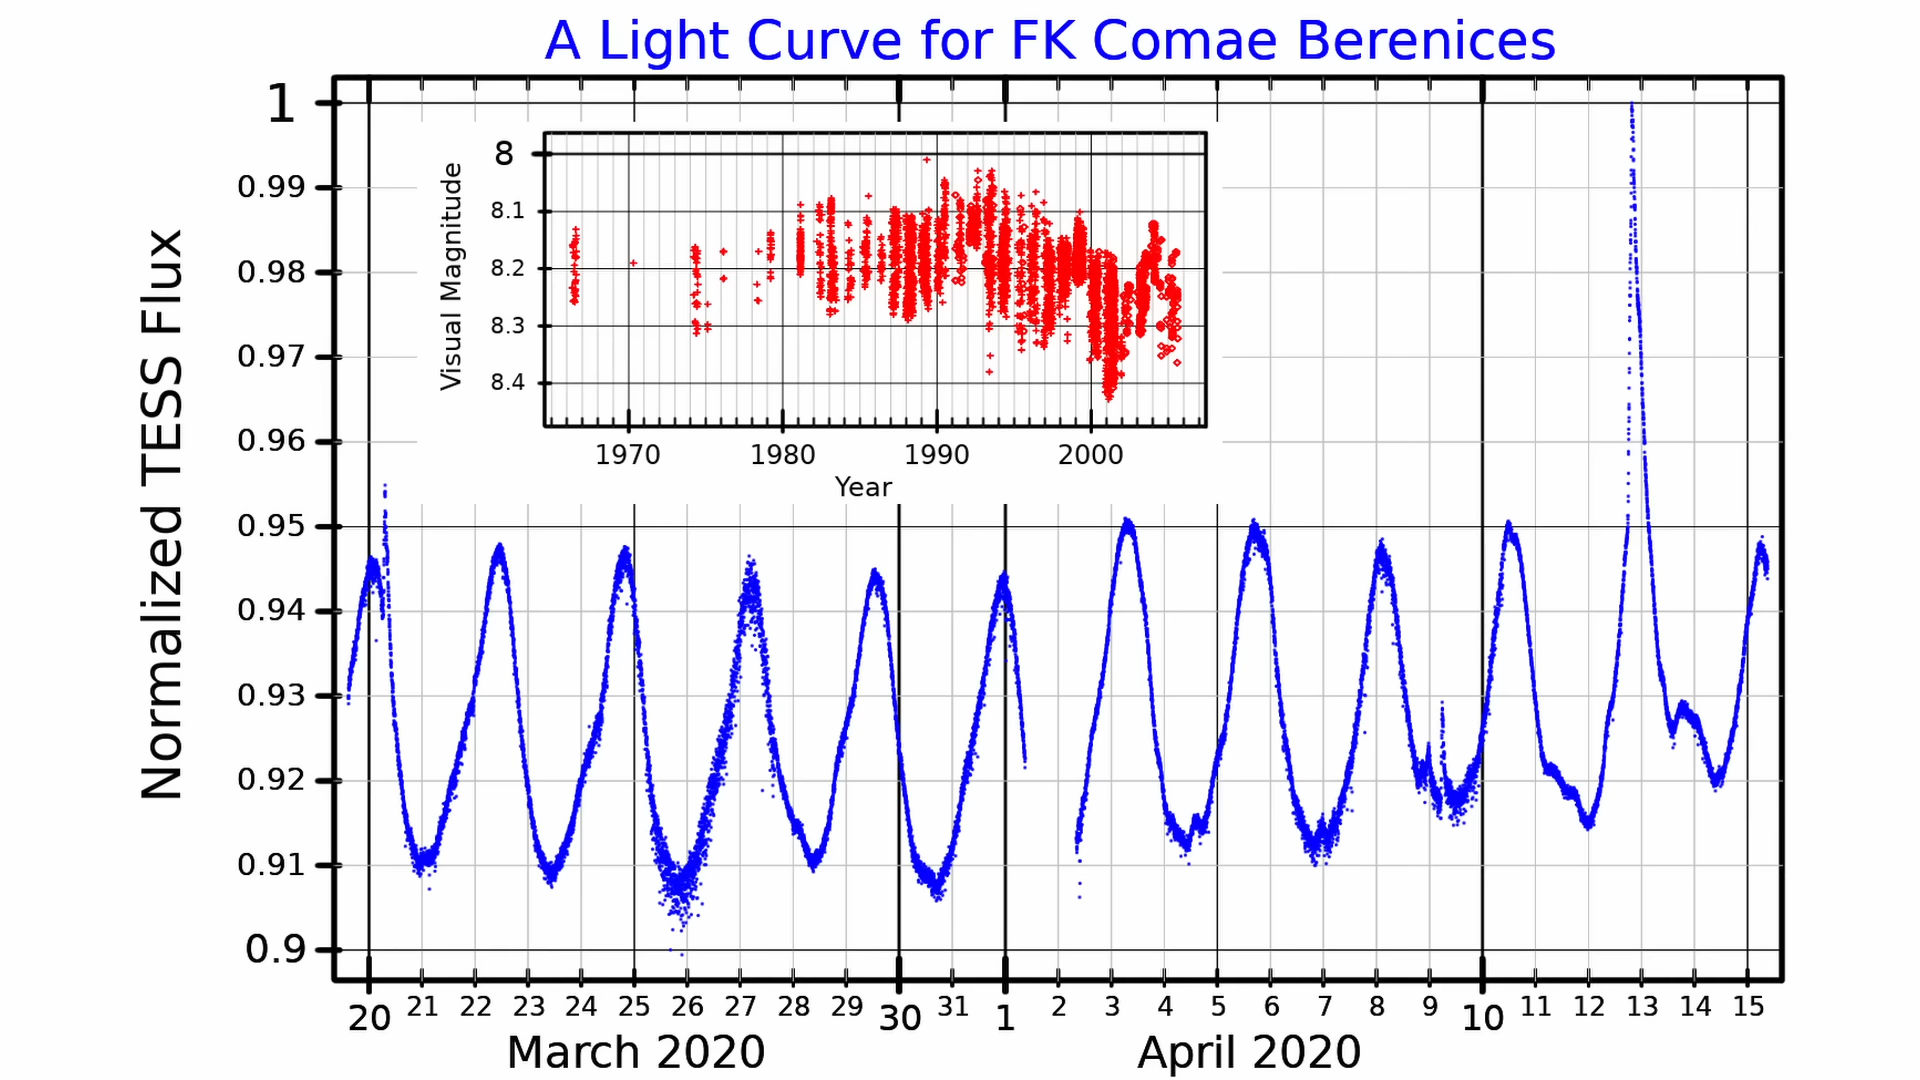 A Light Curve for FK Comae Berenices
Normalized TESS Flux
1
0.99
0.98
0.97
0.96
0.95
0.94
0.93
0.92
0.91
0.9
Visual Magnitude
8
8.1
8.2
8.3
8.4
1970 1980 1990 2000
Year
20 21 22 23 24 25 26 27 28 29 30 31 1 2 3 4 5 6 7 8 9 10 11 12 13 14 15
March 2020 April 2020